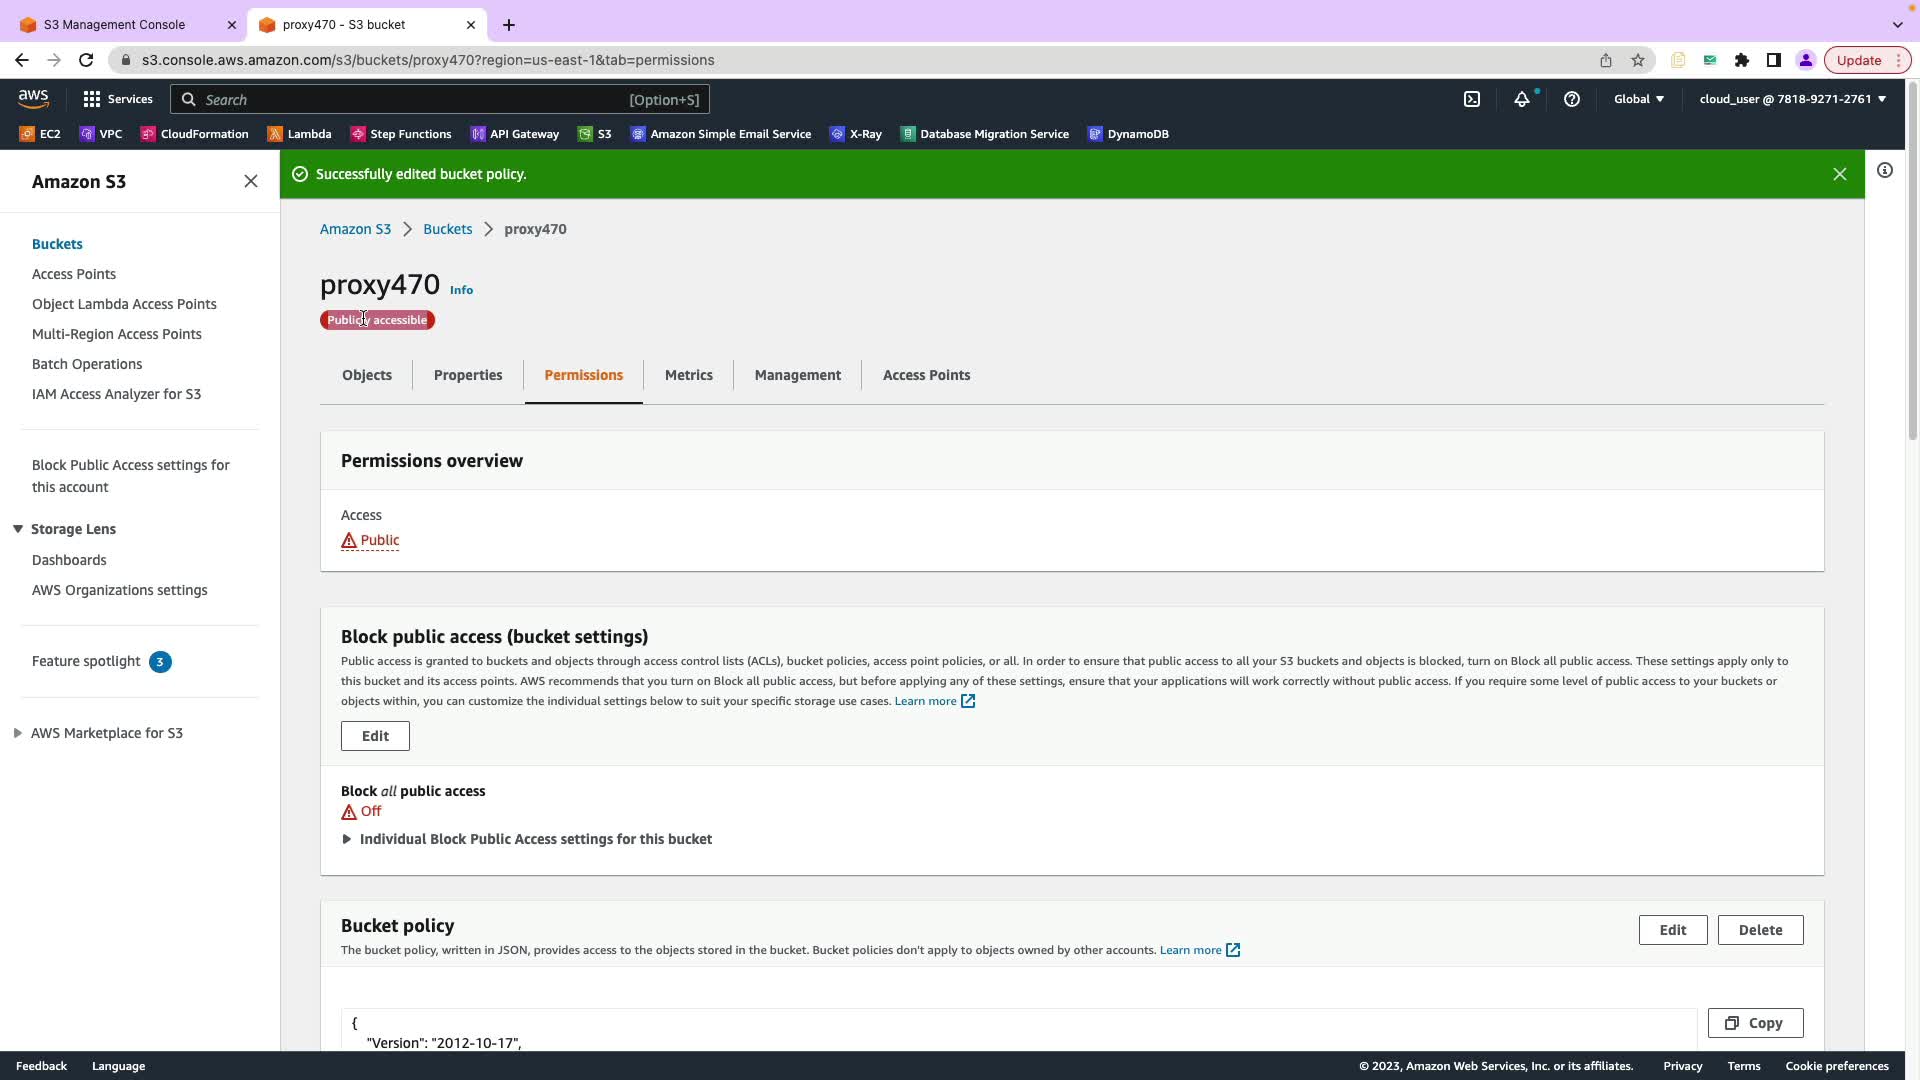 S3 Management Console
proxy470 - S3 bucket
s3.console.aws.amazon.com/s3/buckets/proxy470?region=us-east-1&tab=permissions
Update
aws
Services
Search
[Option+S]
Global
cloud_user @ 7818-9271-2761
EC2
VPC
CloudFormation
Lambda
Step Functions
API Gateway
S3
Amazon Simple Email Service
X-Ray
Database Migration Service
DynamoDB
Amazon S3
Buckets
Access Points
Object Lambda Access Points
Multi-Region Access Points
Batch Operations
IAM Access Analyzer for S3
Block Public Access settings for
this account
Storage Lens
Dashboards
AWS Organizations settings
Feature spotlight 3
AWS Marketplace for S3
Successfully edited bucket policy.
Amazon S3 > Buckets > proxy470
proxy470 Info
Publicly accessible
Objects
Properties
Permissions
Metrics
Management
Access Points
Permissions overview
Access
Public
Block public access (bucket settings)
Public access is granted to buckets and objects through access control lists (ACLs), bucket policies, access point policies, or all. In order to ensure that public access to all your S3 buckets and objects is blocked, turn on Block all public access. These settings apply only to
this bucket and its access points. AWS recommends that you turn on Block all public access, but before applying any of these settings, ensure that your applications will work correctly without public access. If you require some level of public access to your buckets or
objects within, you can customize the individual settings below to suit your specific storage use cases. Learn more
Edit
Block all public access
Off
Individual Block Public Access settings for this bucket
Bucket policy
Edit
Delete
The bucket policy, written in JSON, provides access to the objects stored in the bucket. Bucket policies don't apply to objects owned by other accounts. Learn more
Copy
{
"Version": "2012-10-17",
Feedback
Language
© 2023, Amazon Web Services, Inc. or its affiliates.
Privacy
Terms
Cookie preferences